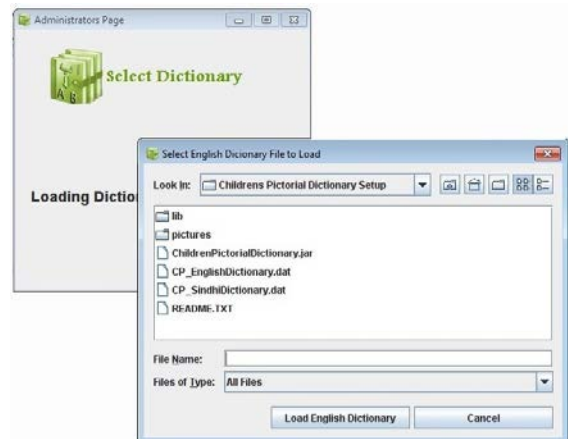 Administrators Page
Select Dictionary
Loading Dictio
Select English Dicionary File to Load
Look In: Childrens Pictorial Dictionary Setup
lib
pictures
ChildrenPictorialDictionary.jar
CP_EnglishDictionary.dat
CP_SindhiDictionary.dat
README.TXT
File Name:
Files of Type: All Files
Load English Dictionary Cancel